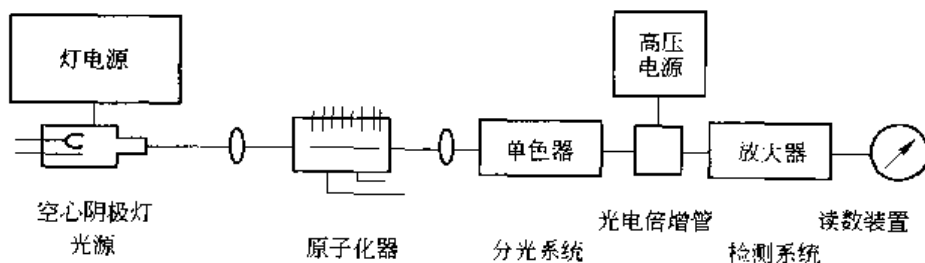 灯电源
高压
电源
单色器
放大器
空心阴极灯
光源
原子化器
分光系统
光电倍增管
检测系统
读数装置